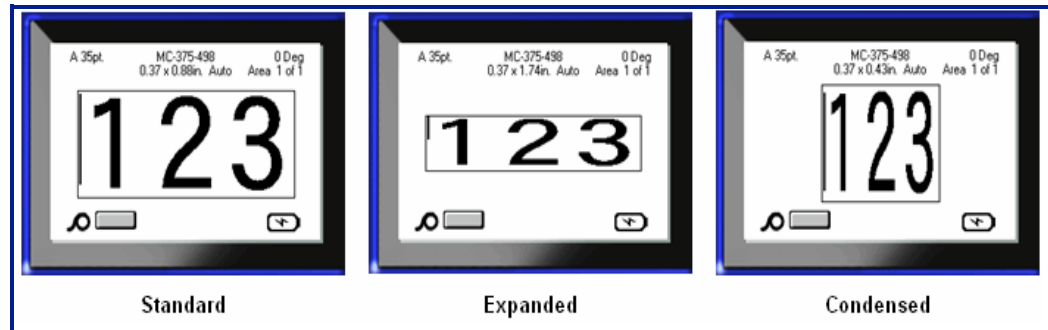 A 35pt. MC-375-498 0 Deg
0.37 x 0.88in. Auto Area 1 of 1
123
A 35pt. MC-375-498 0 Deg
0.37 x 1.74in. Auto Area 1 of 1
123
A 35pt. MC-375-498 0 Deg
0.37 x 0.43in. Auto Area 1 of 1
123
Standard
Expanded
Condensed